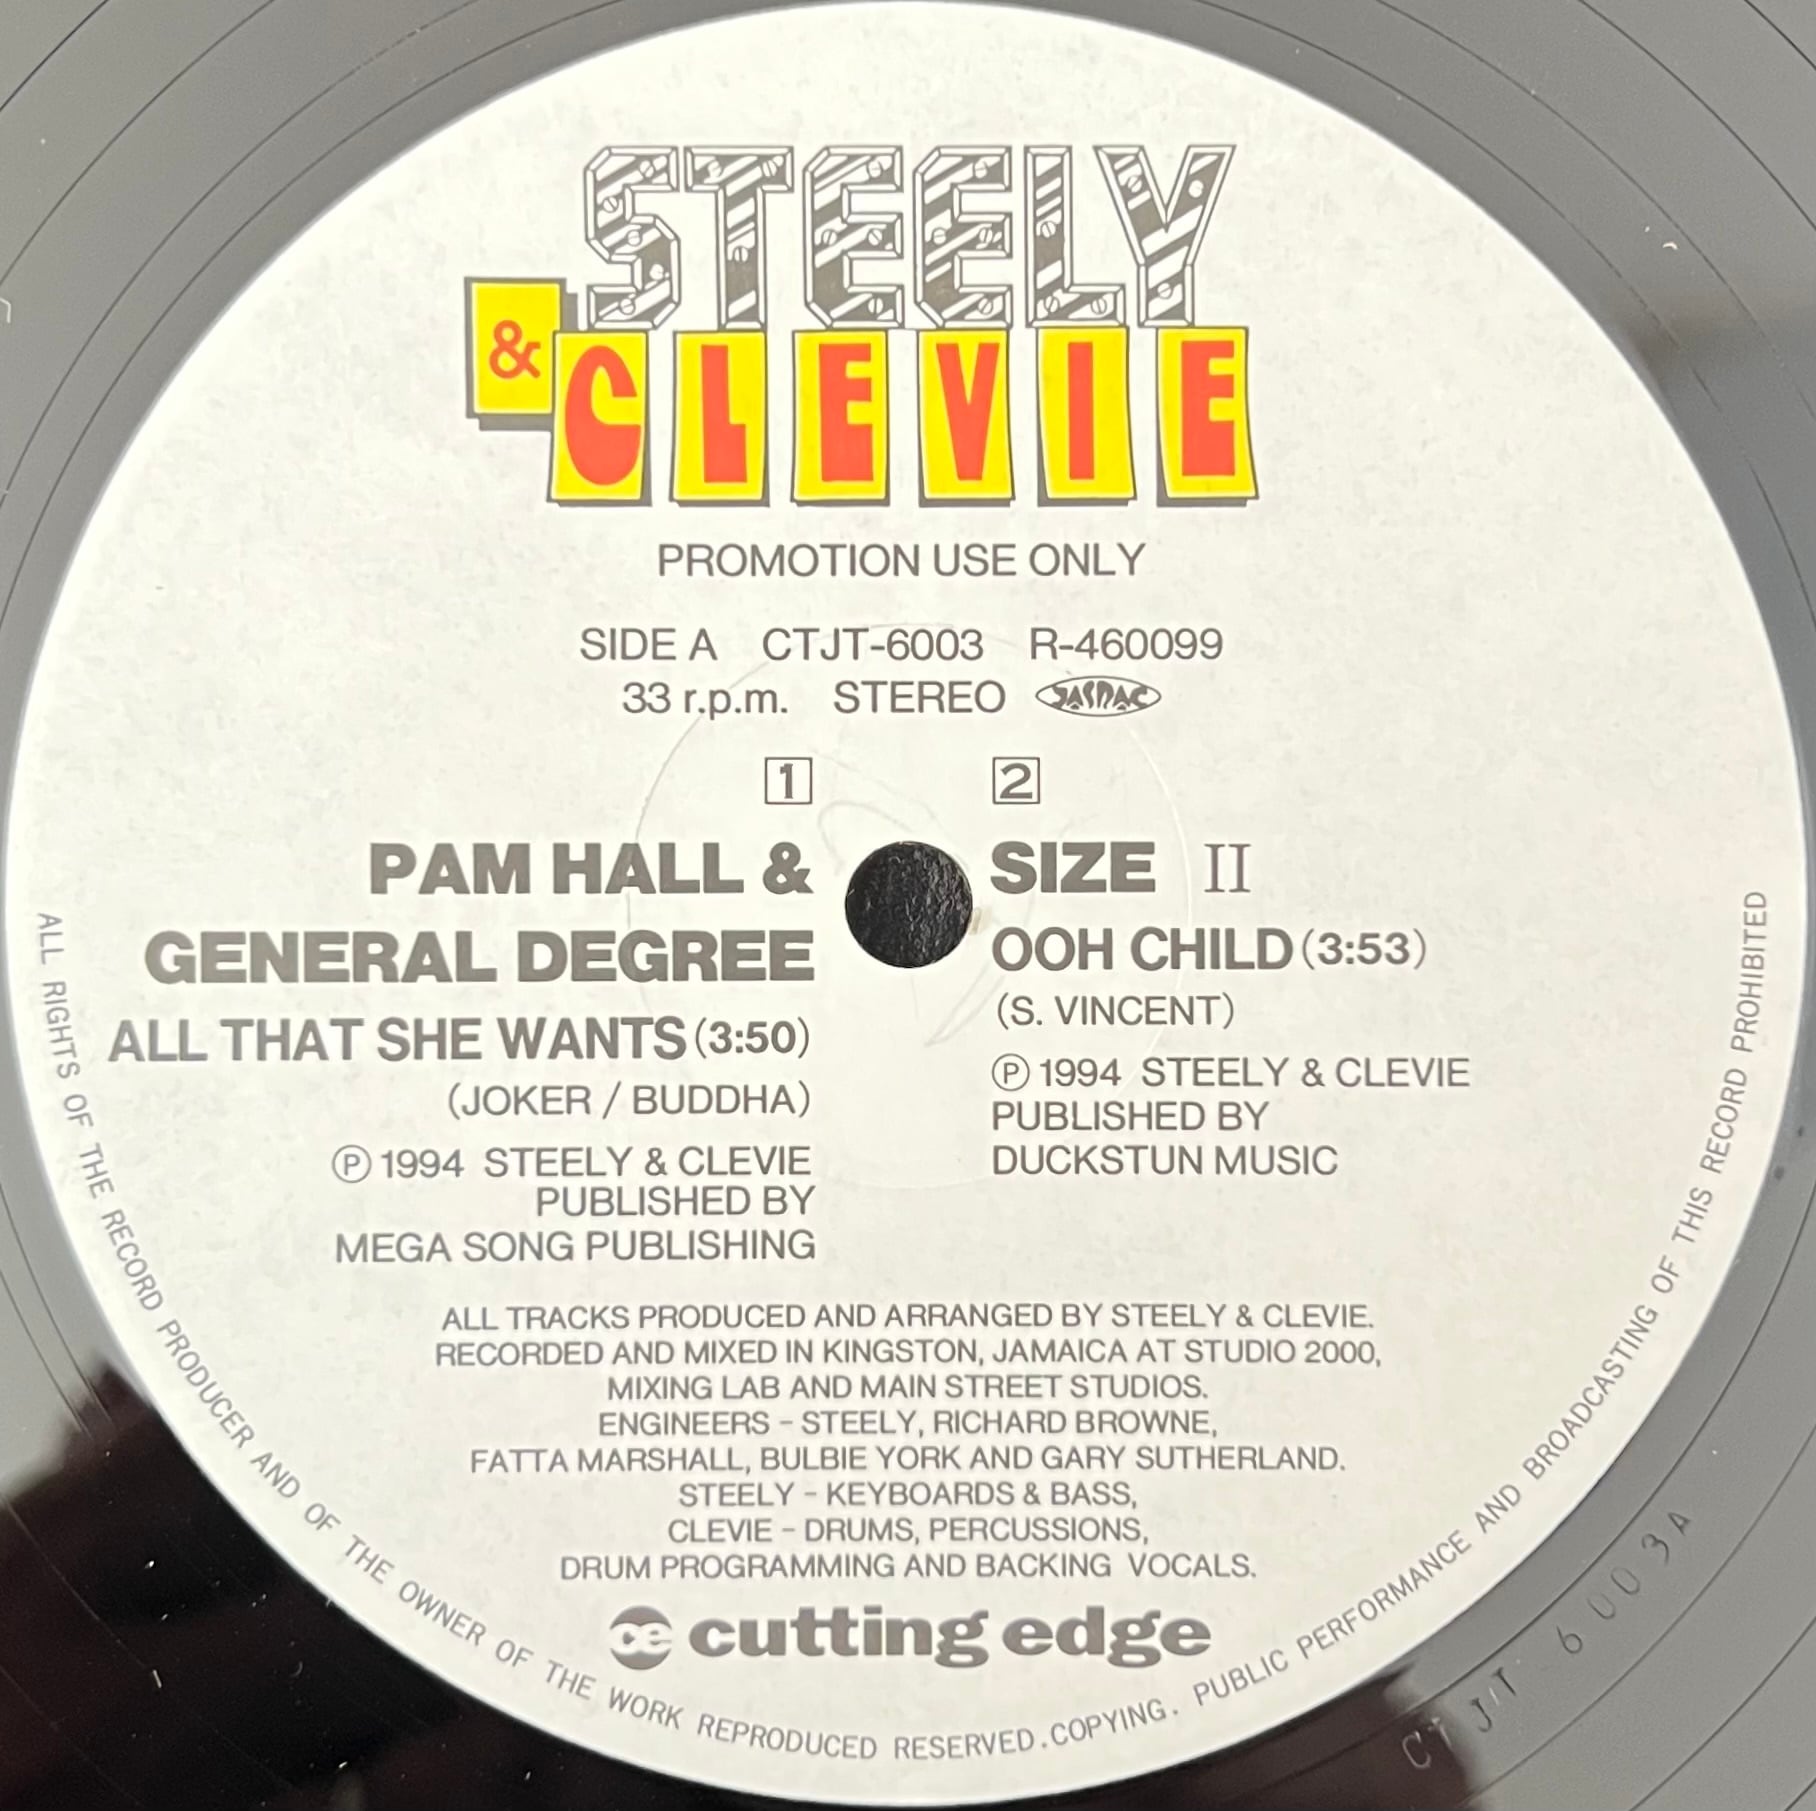 STEELY
& CLEVIE
PROMOTION USE ONLY
SIDE A CTJT-6003 R-460099
33 r.p.m. STEREO JASRAC
1
PAM HALL &
GENERAL DEGREE
ALL THAT SHE WANTS (3:50)
(JOKER / BUDDHA)
Ⓟ 1994 STEELY & CLEVIE
PUBLISHED BY
MEGA SONG PUBLISHING
2
SIZE II
OOH CHILD (3:53)
(S. VINCENT)
Ⓟ 1994 STEELY & CLEVIE
PUBLISHED BY
DUCKSTUN MUSIC
ALL TRACKS PRODUCED AND ARRANGED BY STEELY & CLEVIE.
RECORDED AND MIXED IN KINGSTON, JAMAICA AT STUDIO 2000,
MIXING LAB AND MAIN STREET STUDIOS.
ENGINEERS - STEELY, RICHARD BROWNE,
FATTA MARSHALL, BULBIE YORK AND GARY SUTHERLAND.
STEELY - KEYBOARDS & BASS,
CLEVIE - DRUMS, PERCUSSIONS,
DRUM PROGRAMMING AND BACKING VOCALS.
ce cutting edge
ALL RIGHTS OF THE RECORD PRODUCER AND OF THE OWNER OF THE WORK REPRODUCED RESERVED. COPYING. PUBLIC PERFORMANCE AND BROADCASTING OF THIS RECORD PROHIBITED
CTJT 6003A